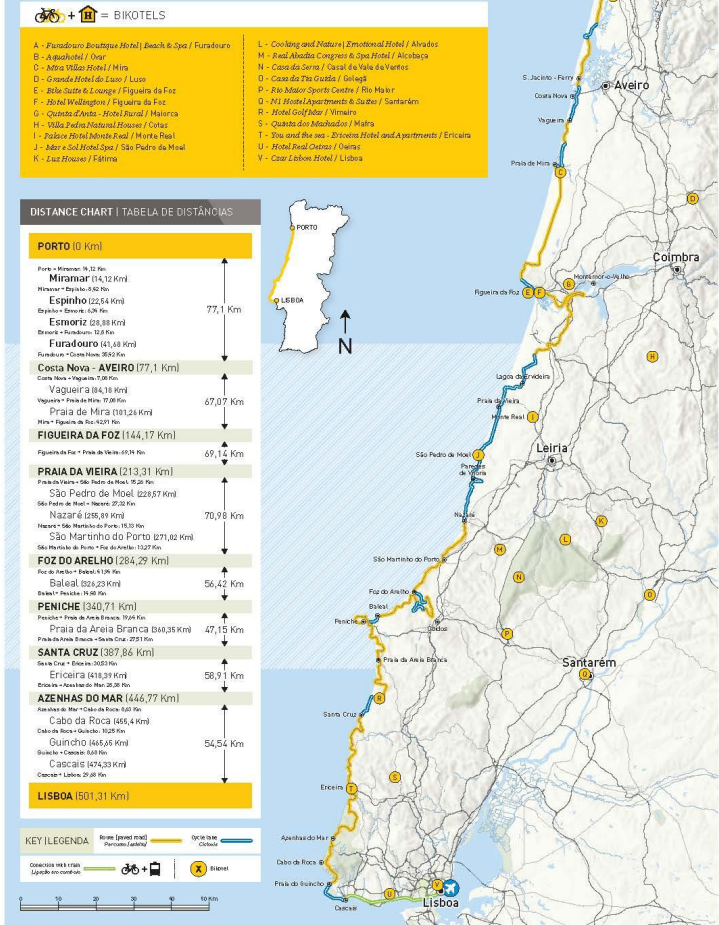 + H = BIKOTELS
A - Furadouro Boutique Hotel | Beach & Spa / Furadouro
B - Aquahotel / Ovar
C - Mira Villas Hotel / Mira
D - Grande Hotel do Luso / Luso
E - Bike Suite & Lounge / Figueira da Foz
F - Hotel Wellington / Figueira da Foz
G - Quinta d'Anta - Hotel Rural / Maiorca
H - Villa Pedra Natural Houses / Cotas
I - Palace Hotel Monte Real / Monte Real
J - Mar e Sol Hotel Spa / São Pedro de Moel
K - Luz Houses / Fátima
L - Cooking and Nature | Emotional Hotel / Alvados
M - Real Abadia Congress & Spa Hotel / Alcobaça
N - Casa da Serra / Casal de Vale de Ventos
O - Casa da Tia Guida / Golegã
P - Rio Maior Sports Centre / Rio Maior
Q - N1 Hostel Apartments & Suites / Santarém
R - Hotel Golf Mar / Vimeiro
S - Quinta dos Machados / Mafra
T - You and the sea - Ericeira Hotel and Apartments / Ericeira
U - Hotel Real Oeiras / Oeiras
V - Czar Lisbon Hotel / Lisboa
DISTANCE CHART | TABELA DE DISTÂNCIAS
PORTO (0 Km)
Porto » Miramar: 14,12 Km
Miramar (14,12 Km)
Miramar » Espinho: 8,42 Km
Espinho (22,54 Km)
Espinho » Esmoriz: 6,34 Km
Esmoriz (28,88 Km)
Esmoriz » Furadouro: 12,8 Km
Furadouro (41,68 Km)
Furadouro » Costa Nova: 35,42 Km
77,1 Km
Costa Nova - AVEIRO (77,1 Km)
Costa Nova » Vagueira: 7,08 Km
Vagueira (84,18 Km)
Vagueira » Praia de Mira: 17,08 Km
Praia de Mira (101,26 Km)
Mira » Figueira da Foz: 42,91 Km
67,07 Km
FIGUEIRA DA FOZ (144,17 Km)
Figueira da Foz » Praia da Vieira: 69,14 Km
69,14 Km
PRAIA DA VIEIRA (213,31 Km)
Praia da Vieira » São Pedro de Moel: 15,26 Km
São Pedro de Moel (228,57 Km)
São Pedro de Moel » Nazaré: 27,32 Km
Nazaré (255,89 Km)
Nazaré » São Martinho do Porto: 15,13 Km
São Martinho do Porto (271,02 Km)
São Martinho do Porto » Foz do Arelho: 13,27 Km
70,98 Km
FOZ DO ARELHO (284,29 Km)
Foz do Arelho » Baleal: 41,94 Km
Baleal (326,23 Km)
Baleal » Peniche: 14,48 Km
56,42 Km
PENICHE (340,71 Km)
Peniche » Praia da Areia Branca: 19,64 Km
Praia da Areia Branca (360,35 Km)
Praia da Areia Branca » Santa Cruz: 27,51 Km
47,15 Km
SANTA CRUZ (387,86 Km)
Santa Cruz » Ericeira: 30,53 Km
Ericeira (418,39 Km)
Ericeira » Azenhas do Mar: 28,38 Km
58,91 Km
AZENHAS DO MAR (446,77 Km)
Azenhas do Mar » Cabo da Roca: 8,63 Km
Cabo da Roca (455,4 Km)
Cabo da Roca » Guincho: 10,25 Km
Guincho (465,65 Km)
Guincho » Cascais: 8,68 Km
Cascais (474,33 Km)
Cascais » Lisboa: 29,68 Km
54,54 Km
LISBOA (501,31 Km)
KEY | LEGENDA
Route (paved road)
Percurso (asfalto)
Cycle lane
Ciclovia
Conection with train
Ligação em comboio
+
X
Bikotel
0 10 20 30 40 50 Km
PORTO
LISBOA
N
S. Jacinto - Ferry
Aveiro
Costa Nova
Vagueira
Praia de Mira
C
D
Coimbra
Montemor-o-Velho
G
Figueira da Foz
E
F
H
Lagoa da Ervideira
Praia da Vieira
Monte Real
I
Leiria
São Pedro de Moel
J
Paredes
de Vitória
Nazaré
K
L
M
São Martinho do Porto
N
Foz do Arelho
O
Baleal
Peniche
Óbidos
P
Praia da Areia Branca
Santarém
Q
R
Santa Cruz
S
Ericeira
T
Azenhas do Mar
Cabo da Roca
Praia do Guincho
V
U
Lisboa
Cascais